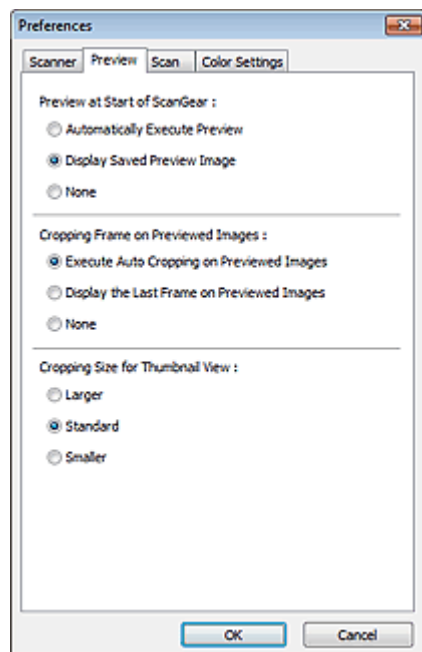 Preferences
Scanner Preview Scan Color Settings
Preview at Start of ScanGear :
Automatically Execute Preview
Display Saved Preview Image
None
Cropping Frame on Previewed Images :
Execute Auto Cropping on Previewed Images
Display the Last Frame on Previewed Images
None
Cropping Size for Thumbnail View :
Larger
Standard
Smaller
OK Cancel